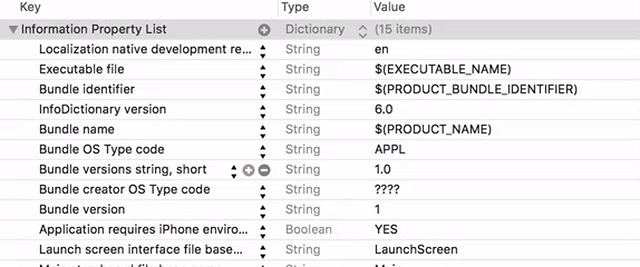 Key Type Value
Information Property List Dictionary (15 items)
Localization native development re... String en
Executable file String $(EXECUTABLE_NAME)
Bundle identifier String $(PRODUCT_BUNDLE_IDENTIFIER)
InfoDictionary version String 6.0
Bundle name String $(PRODUCT_NAME)
Bundle OS Type code String APPL
Bundle versions string, short String 1.0
Bundle creator OS Type code String ????
Bundle version String 1
Application requires iPhone enviro... Boolean YES
Launch screen interface file base... String LaunchScreen